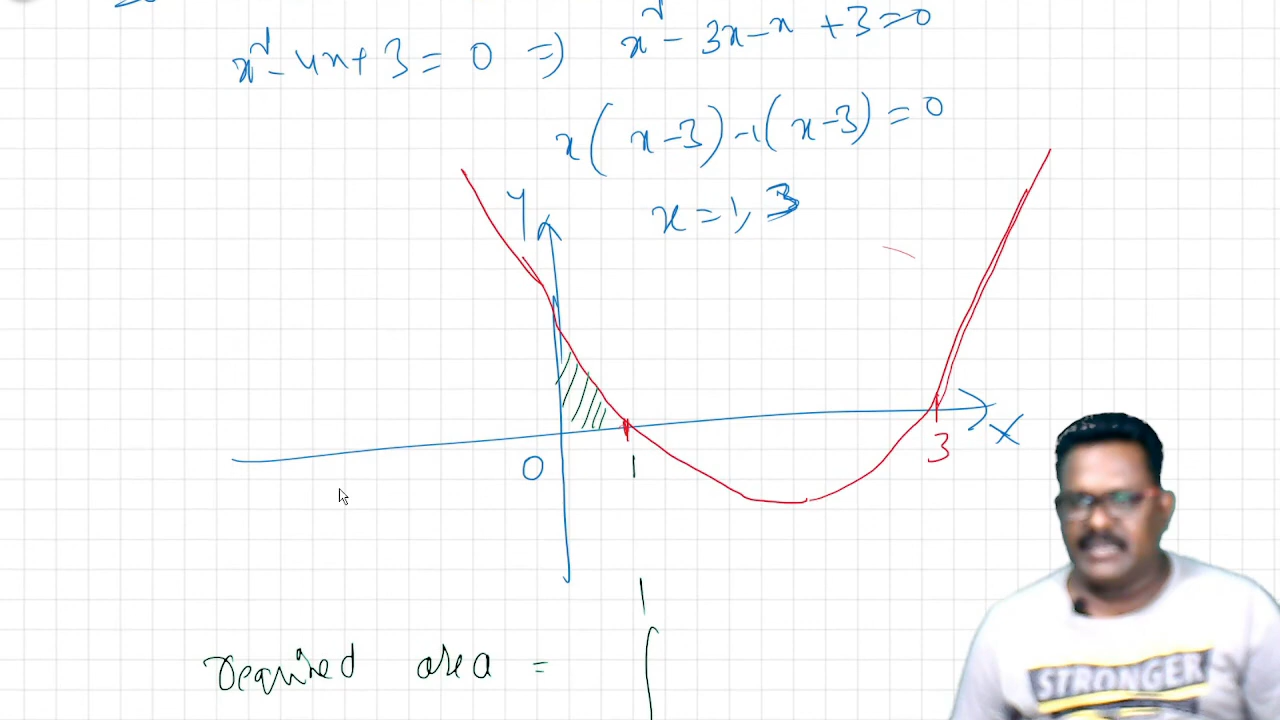 x² - 4x + 3 = 0 ⇒ x² - 3x - x + 3 = 0
x(x-3) -1(x-3) = 0
x = 1, 3
Y
X
0
1
3
1
required area = ∫
STRONGER